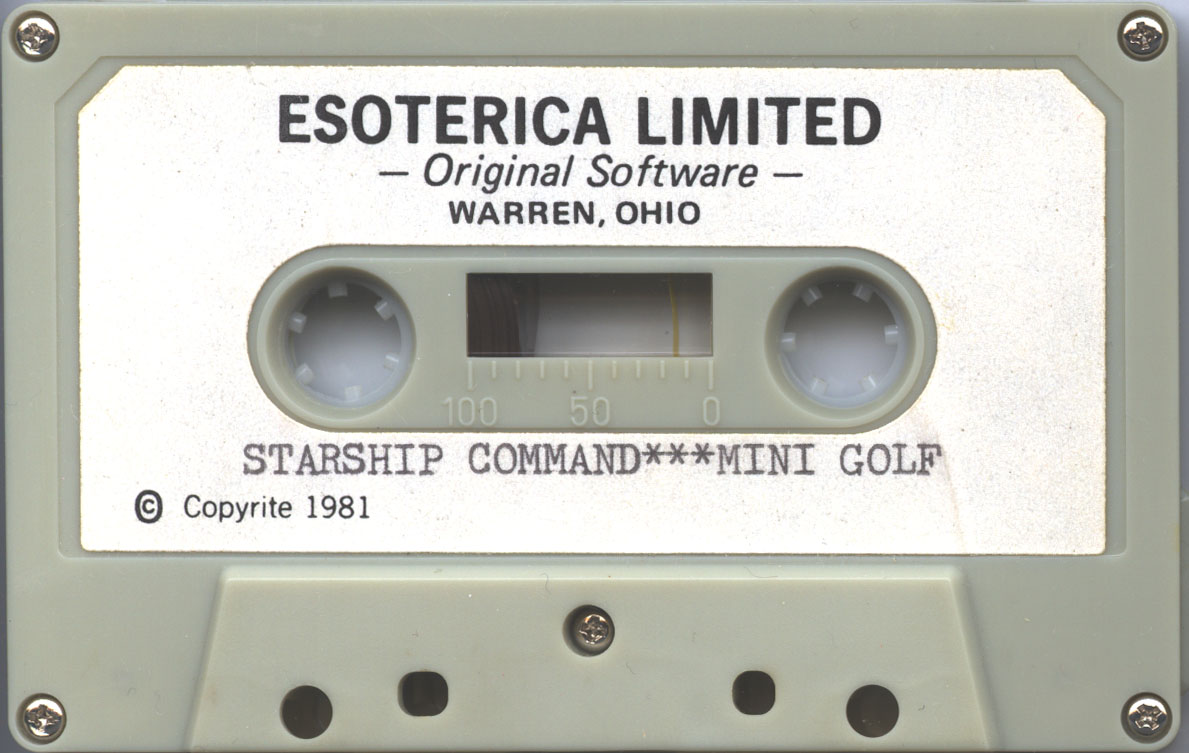 ESOTERICA LIMITED
— Original Software —
WARREN, OHIO
100 50 0
STARSHIP COMMAND***MINI GOLF
© Copyrite 1981